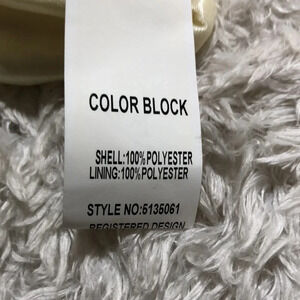 COLOR BLOCK
SHELL:100%POLYESTER
LINING:100%POLYESTER
STYLE NO:5135061
REGISTERED DESIGN